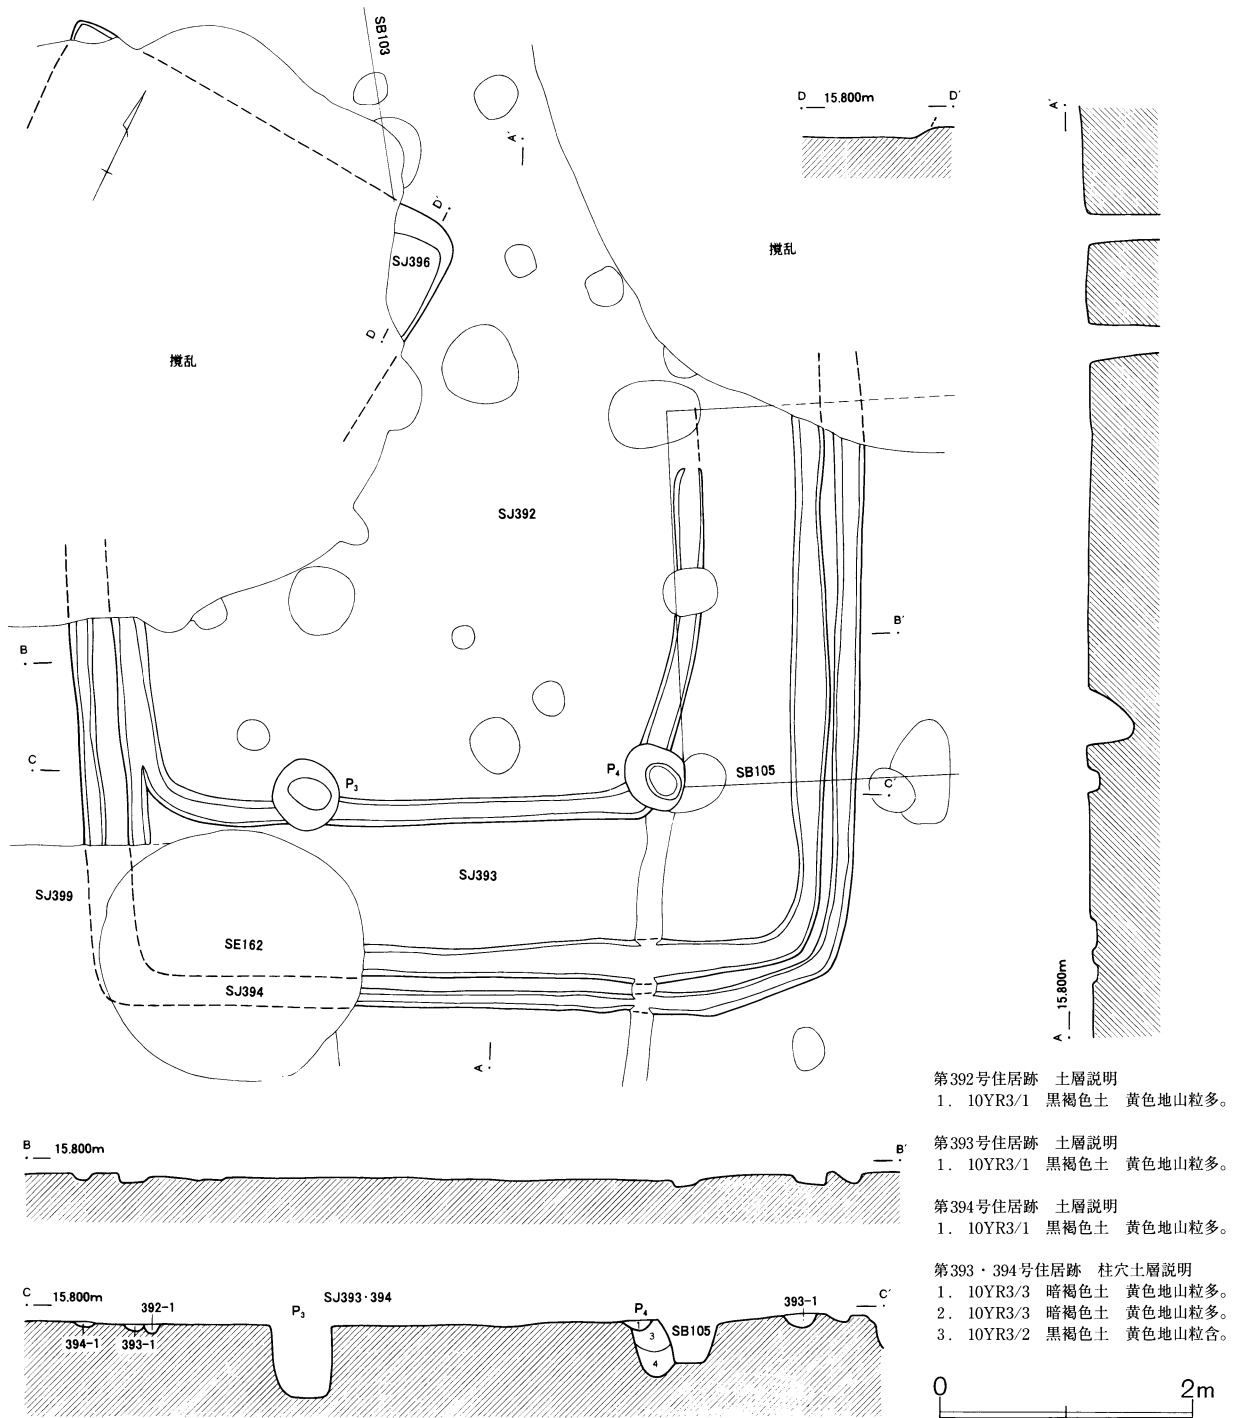 SB103
D 15.800m D′
A′
A′
D′
SJ396
攪乱
D
攪乱
SJ392
B
B′
C
P₃
P₄
SB105
C′
SJ393
SJ399
SE162
SJ394
15.800m
A
A
第392号住居跡 土層説明
1. 10YR3/1 黒褐色土 黄色地山粒多。
第393号住居跡 土層説明
1. 10YR3/1 黒褐色土 黄色地山粒多。
第394号住居跡 土層説明
1. 10YR3/1 黒褐色土 黄色地山粒多。
第393・394号住居跡 柱穴土層説明
1. 10YR3/3 暗褐色土 黄色地山粒多。
2. 10YR3/3 暗褐色土 黄色地山粒多。
3. 10YR3/2 黒褐色土 黄色地山粒含。
B 15.800m B′
C 15.800m SJ393・394 C′
392-1 P₃ P₄ 393-1
394-1 393-1 1 3 SB105
4
0 2m